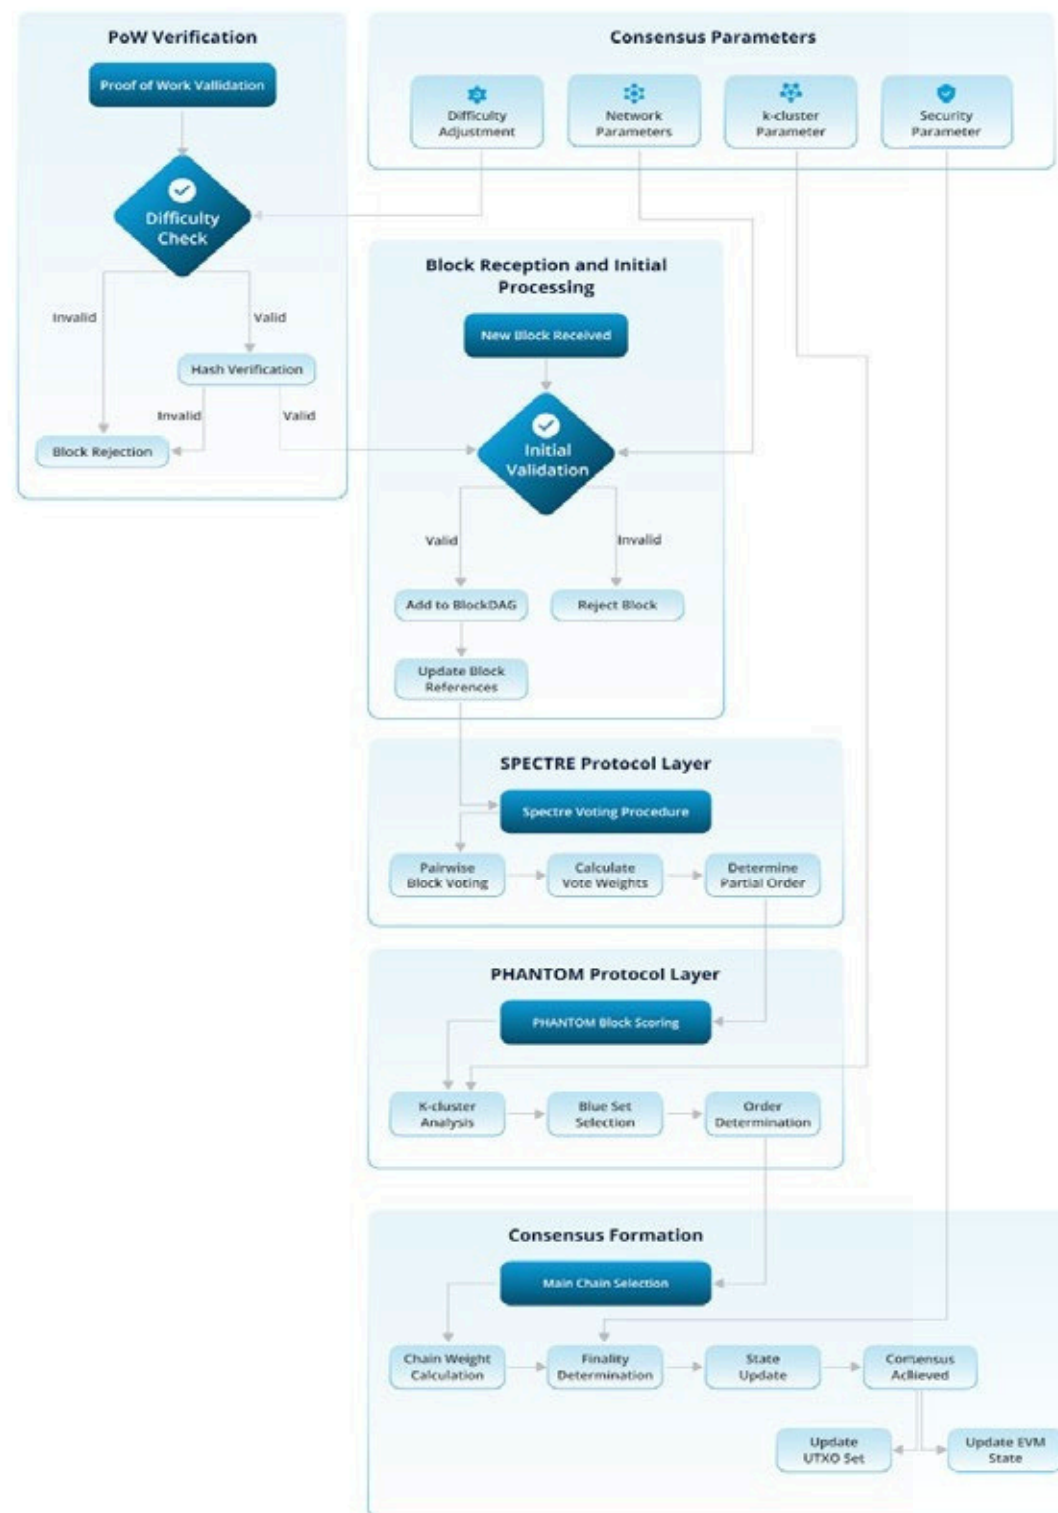 PoW Verification
Proof of Work Vallidation
Difficulty
Check
Invalid
Valid
Hash Verification
Invalid
Valid
Block Rejection
Consensus Parameters
Difficulty
Adjustment
Network
Parameters
k-cluster
Parameter
Security
Parameter
Block Reception and Initial
Processing
New Block Received
Initial
Validation
Valid
Invalid
Add to BlockDAG
Reject Block
Update Block
References
SPECTRE Protocol Layer
Spectre Voting Procedure
Pairwise
Block Voting
Calculate
Vote Weights
Determine
Partial Order
PHANTOM Protocol Layer
PHANTOM Block Scoring
K-cluster
Analysis
Blue Set
Selection
Order
Determination
Consensus Formation
Main Chain Selection
Chain Weight
Calculation
Finality
Determination
State
Update
Consensus
Achieved
Update
UTXO Set
Update EVM
State